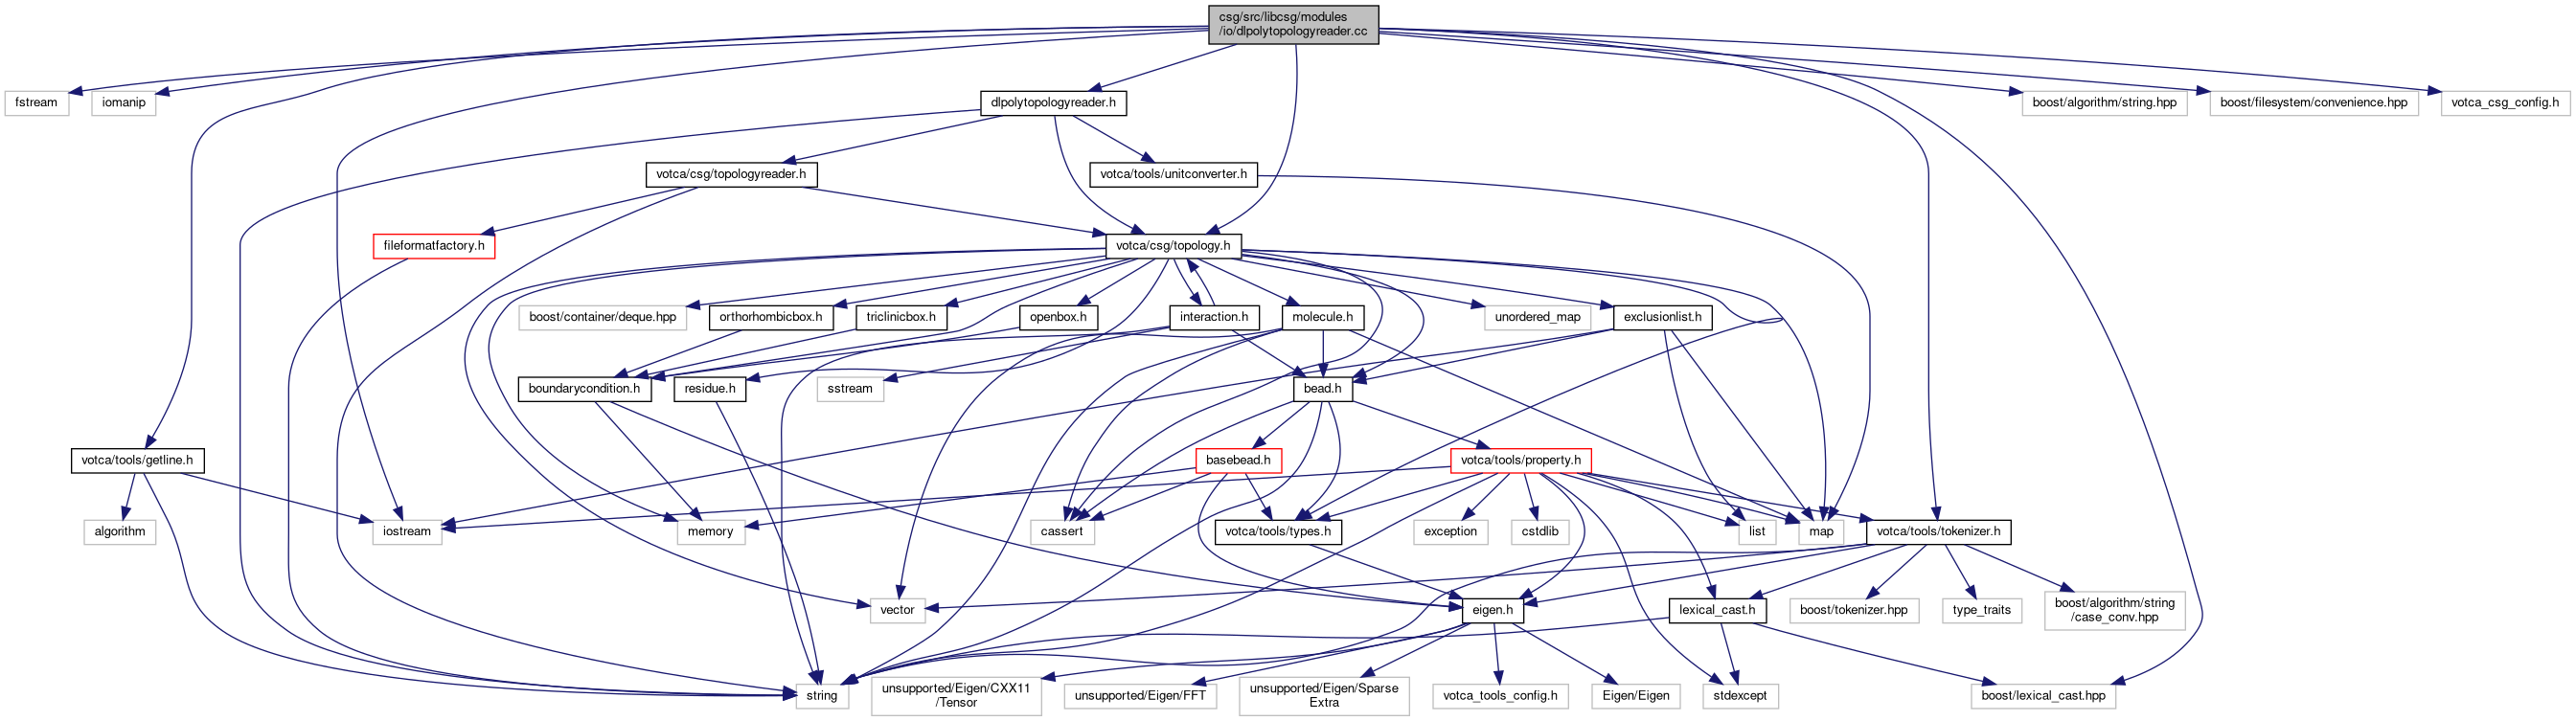 csg/src/libcsg/modules
/io/dlpolytopologyreader.cc
fstream
iomanip
dlpolytopologyreader.h
boost/algorithm/string.hpp
boost/filesystem/convenience.hpp
votca_csg_config.h
votca/csg/topologyreader.h
votca/tools/unitconverter.h
fileformatfactory.h
votca/csg/topology.h
boost/container/deque.hpp
orthorhombicbox.h
triclinicbox.h
openbox.h
interaction.h
molecule.h
unordered_map
exclusionlist.h
boundarycondition.h
residue.h
sstream
bead.h
votca/tools/getline.h
basebead.h
votca/tools/property.h
algorithm
iostream
memory
cassert
votca/tools/types.h
exception
cstdlib
list
map
votca/tools/tokenizer.h
vector
eigen.h
lexical_cast.h
boost/tokenizer.hpp
type_traits
boost/algorithm/string
/case_conv.hpp
string
unsupported/Eigen/CXX11
/Tensor
unsupported/Eigen/FFT
unsupported/Eigen/Sparse
Extra
votca_tools_config.h
Eigen/Eigen
stdexcept
boost/lexical_cast.hpp